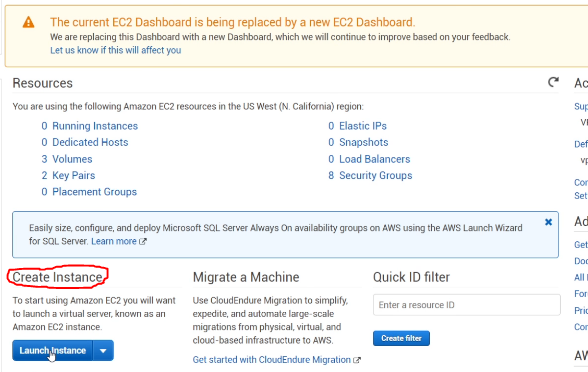 The current EC2 Dashboard is being replaced by a new EC2 Dashboard.
We are replacing this Dashboard with a new Dashboard, which we will continue to improve based on your feedback.
Let us know if this will affect you
Resources
You are using the following Amazon EC2 resources in the US West (N. California) region:
0 Running Instances
0 Elastic IPs
0 Dedicated Hosts
0 Snapshots
3 Volumes
0 Load Balancers
2 Key Pairs
8 Security Groups
0 Placement Groups
Easily size, configure, and deploy Microsoft SQL Server Always On availability groups on AWS using the AWS Launch Wizard
for SQL Server. Learn more
Create Instance
To start using Amazon EC2 you will want
to launch a virtual server, known as an
Amazon EC2 instance.
Launch Instance
Migrate a Machine
Use CloudEndure Migration to simplify,
expedite, and automate large-scale
migrations from physical, virtual, and
cloud-based infrastructure to AWS.
Get started with CloudEndure Migration
Quick ID filter
Enter a resource ID
Create filter
Ac
Sup
Def
vp
Set
Ad
Get
Doc
All
For
Pric
AW